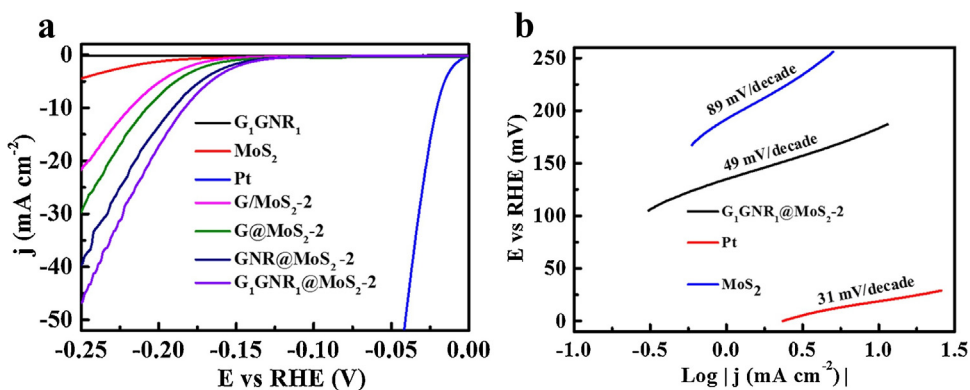 a
0
-10
-20
-30
-40
-50
j (mA cm⁻²)
G₁GNR₁
MoS₂
Pt
G/MoS₂-2
G@MoS₂-2
GNR@MoS₂-2
G₁GNR₁@MoS₂-2
-0.25 -0.20 -0.15 -0.10 -0.05 0.00
E vs RHE (V)
b
250
200
150
100
50
0
E vs RHE (mV)
89 mV/decade
49 mV/decade
G₁GNR₁@MoS₂-2
Pt
MoS₂
31 mV/decade
-1.0 -0.5 0.0 0.5 1.0 1.5
Log | j (mA cm⁻²) |